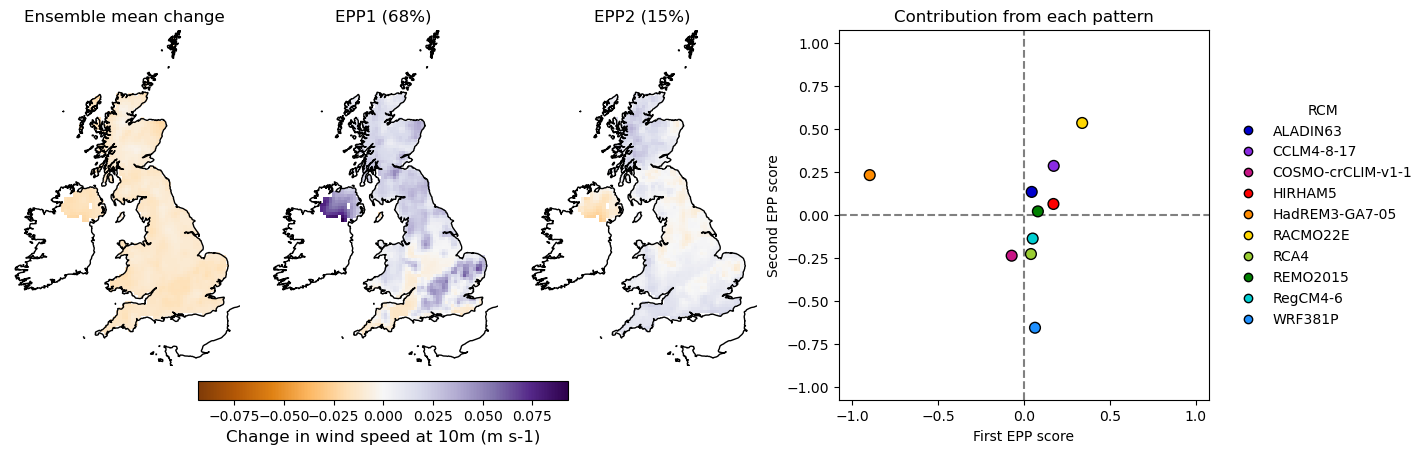 Ensemble mean change
EPP1 (68%)
EPP2 (15%)
Contribution from each pattern
1.00
0.75
0.50
0.25
0.00
−0.25
−0.50
−0.75
−1.00
Second EPP score
−1.0
−0.5
0.0
0.5
1.0
First EPP score
RCM
ALADIN63
CCLM4-8-17
COSMO-crCLIM-v1-1
HIRHAM5
HadREM3-GA7-05
RACMO22E
RCA4
REMO2015
RegCM4-6
WRF381P
−0.075
−0.050
−0.025
0.000
0.025
0.050
0.075
Change in wind speed at 10m (m s-1)